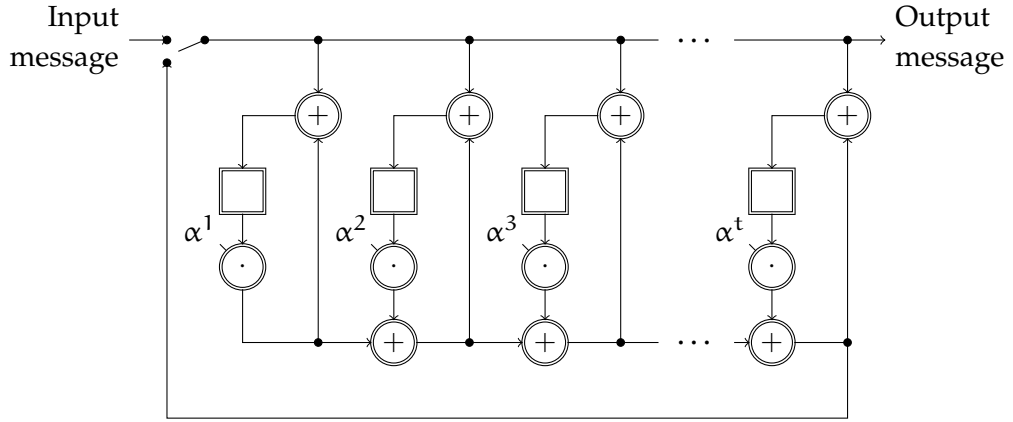 Input
message
Output
message
···
+ + + +
α¹ α² α³ αᵗ
· · · ·
+ + ··· +